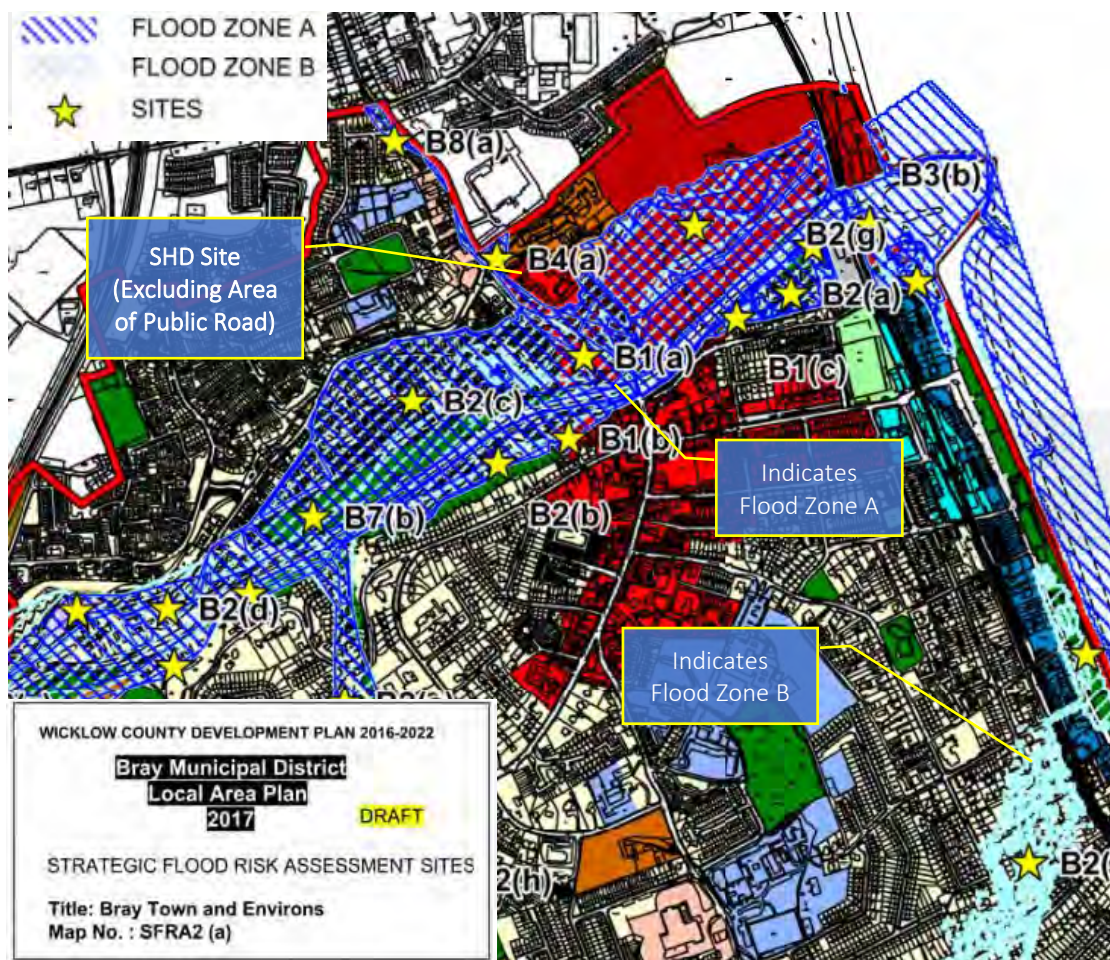 FLOOD ZONE A
FLOOD ZONE B
SITES
B8(a)
B3(b)
SHD Site
(Excluding Area
of Public Road)
B4(a)
B2(g)
B2(a)
B1(a)
B1(c)
B2(c)
B1(b)
Indicates
Flood Zone A
B7(b)
B2(b)
B2(d)
Indicates
Flood Zone B
WICKLOW COUNTY DEVELOPMENT PLAN 2016-2022
Bray Municipal District
Local Area Plan
2017
DRAFT
STRATEGIC FLOOD RISK ASSESSMENT SITES
Title: Bray Town and Environs
Map No. : SFRA2 (a)
2(h)
B2(